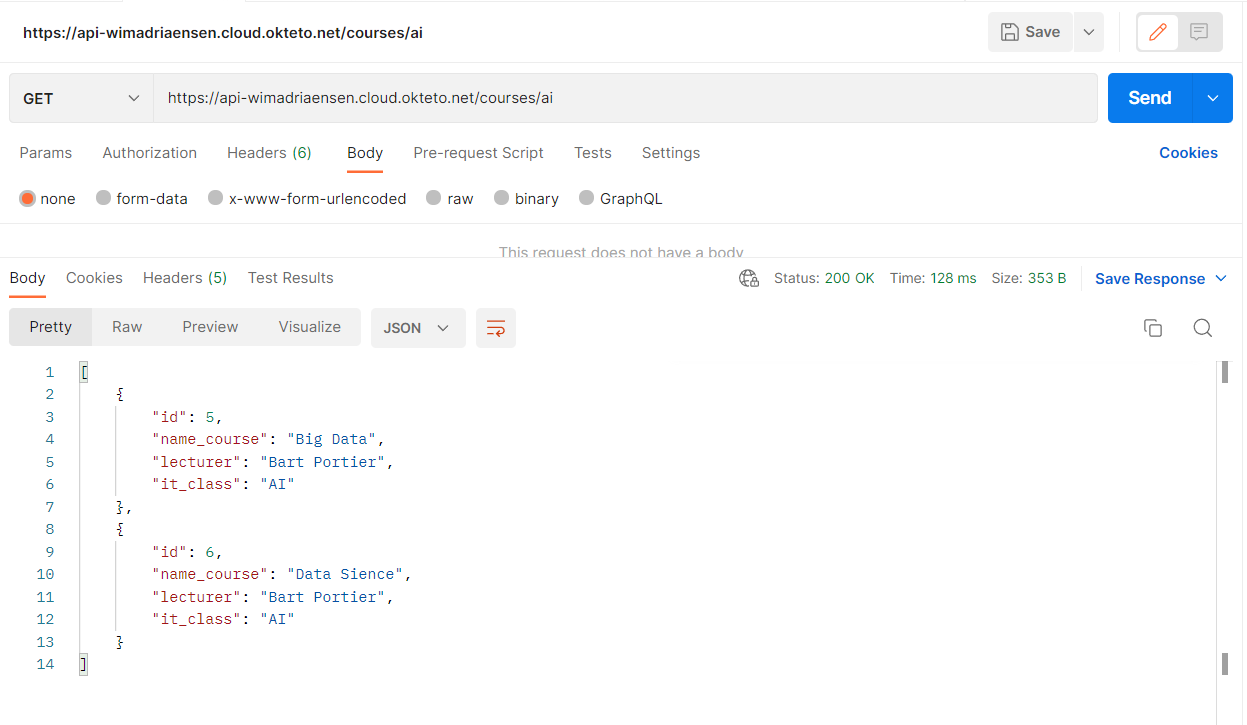 https://api-wimadriaensen.cloud.okteto.net/courses/ai
Save
GET
https://api-wimadriaensen.cloud.okteto.net/courses/ai
Send
Params Authorization Headers (6) Body Pre-request Script Tests Settings Cookies
none form-data x-www-form-urlencoded raw binary GraphQL
This request does not have a body
Body Cookies Headers (5) Test Results Status: 200 OK Time: 128 ms Size: 353 B Save Response
Pretty Raw Preview Visualize JSON
1 [
2 {
3 "id": 5,
4 "name_course": "Big Data",
5 "lecturer": "Bart Portier",
6 "it_class": "AI"
7 },
8 {
9 "id": 6,
10 "name_course": "Data Sience",
11 "lecturer": "Bart Portier",
12 "it_class": "AI"
13 }
14 ]